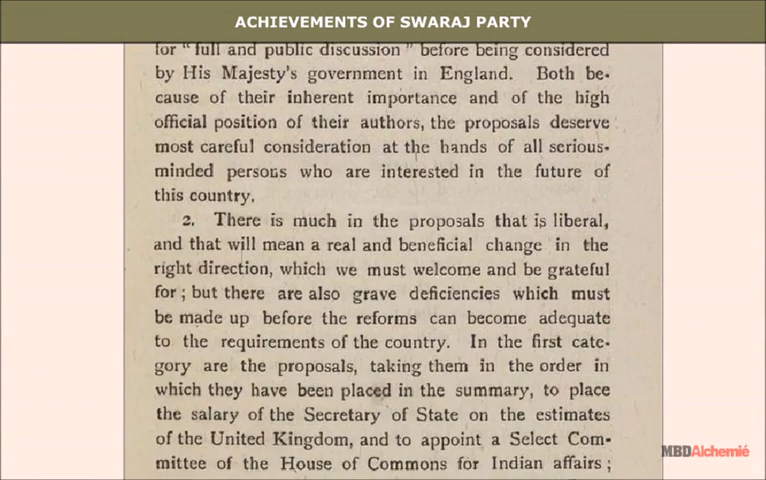 ACHIEVEMENTS OF SWARAJ PARTY
for " full and public discussion " before being considered
by His Majesty's government in England. Both be-
cause of their inherent importance and of the high
official position of their authors, the proposals deserve
most careful consideration at the hands of all serious-
minded persons who are interested in the future of
this country.
2. There is much in the proposals that is liberal,
and that will mean a real and beneficial change in the
right direction, which we must welcome and be grateful
for ; but there are also grave deficiencies which must
be made up before the reforms can become adequate
to the requirements of the country. In the first cate-
gory are the proposals, taking them in the order in
which they have been placed in the summary, to place
the salary of the Secretary of State on the estimates
of the United Kingdom, and to appoint a Select Com-
mittee of the House of Commons for Indian affairs ;
MBDAlchemié